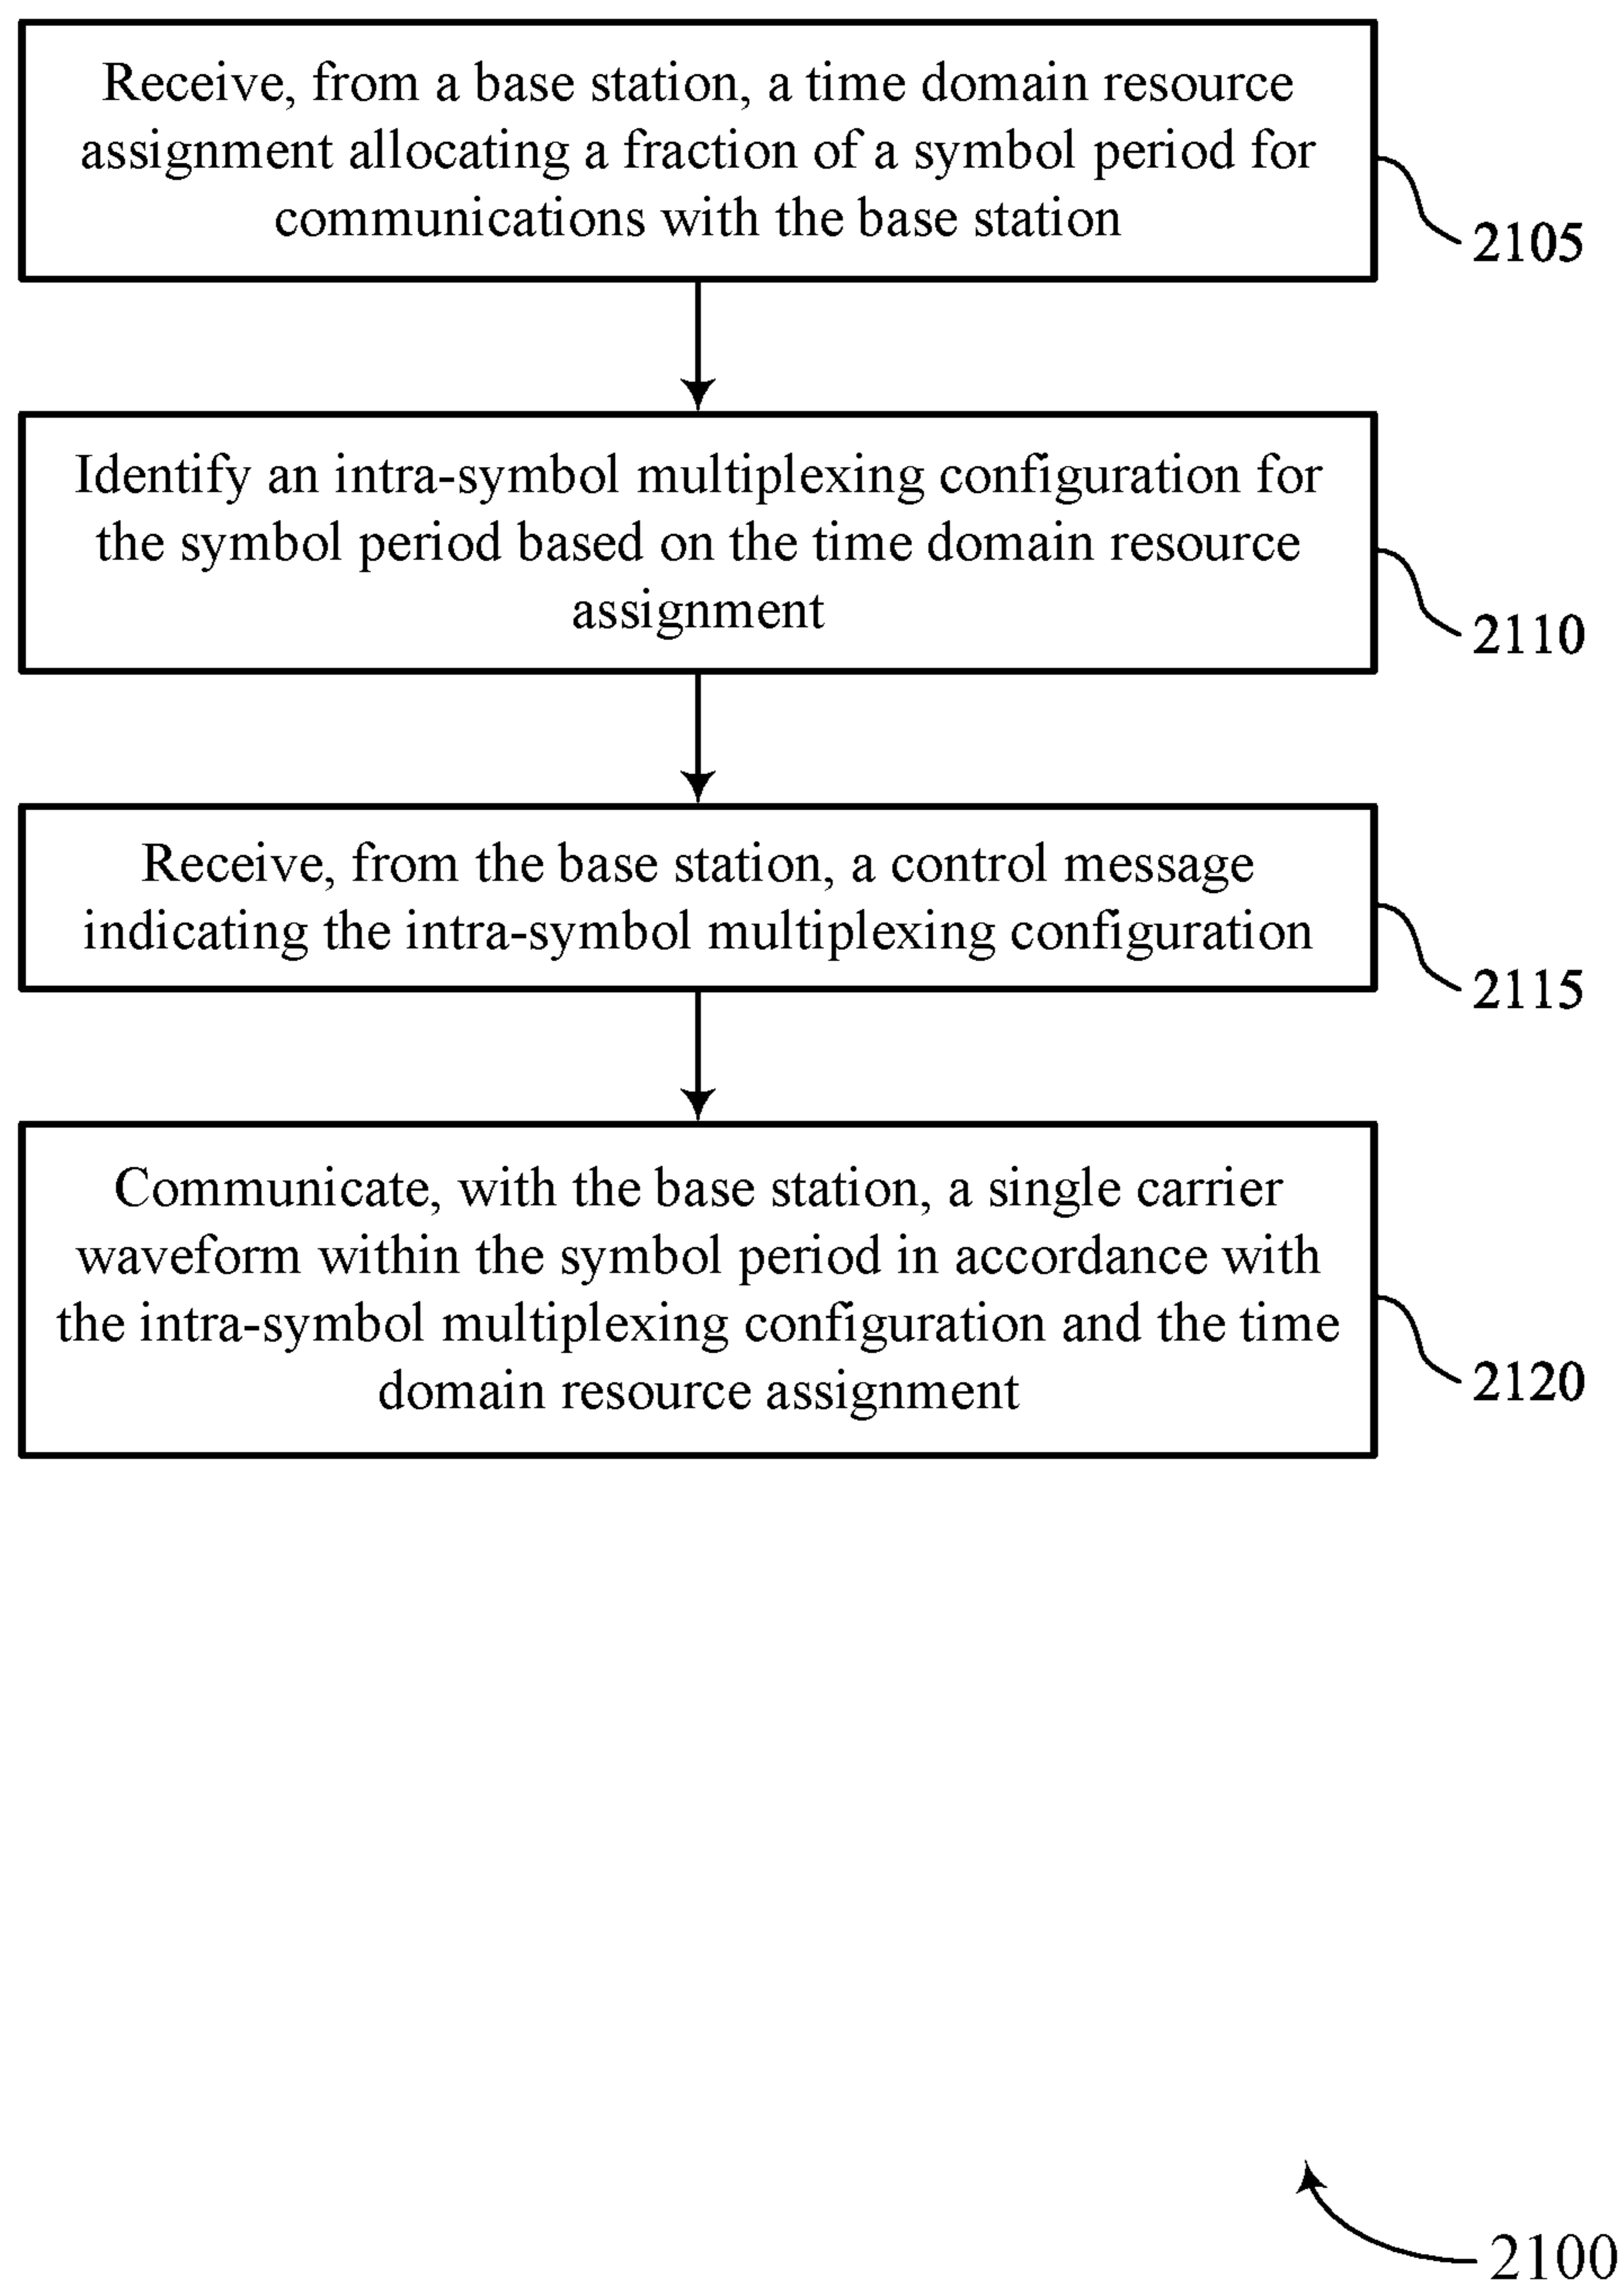 Receive, from a base station, a time domain resource
assignment allocating a fraction of a symbol period for
communications with the base station
2105
Identify an intra-symbol multiplexing configuration for
the symbol period based on the time domain resource
assignment
2110
Receive, from the base station, a control message
indicating the intra-symbol multiplexing configuration
2115
Communicate, with the base station, a single carrier
waveform within the symbol period in accordance with
the intra-symbol multiplexing configuration and the time
domain resource assignment
2120
2100